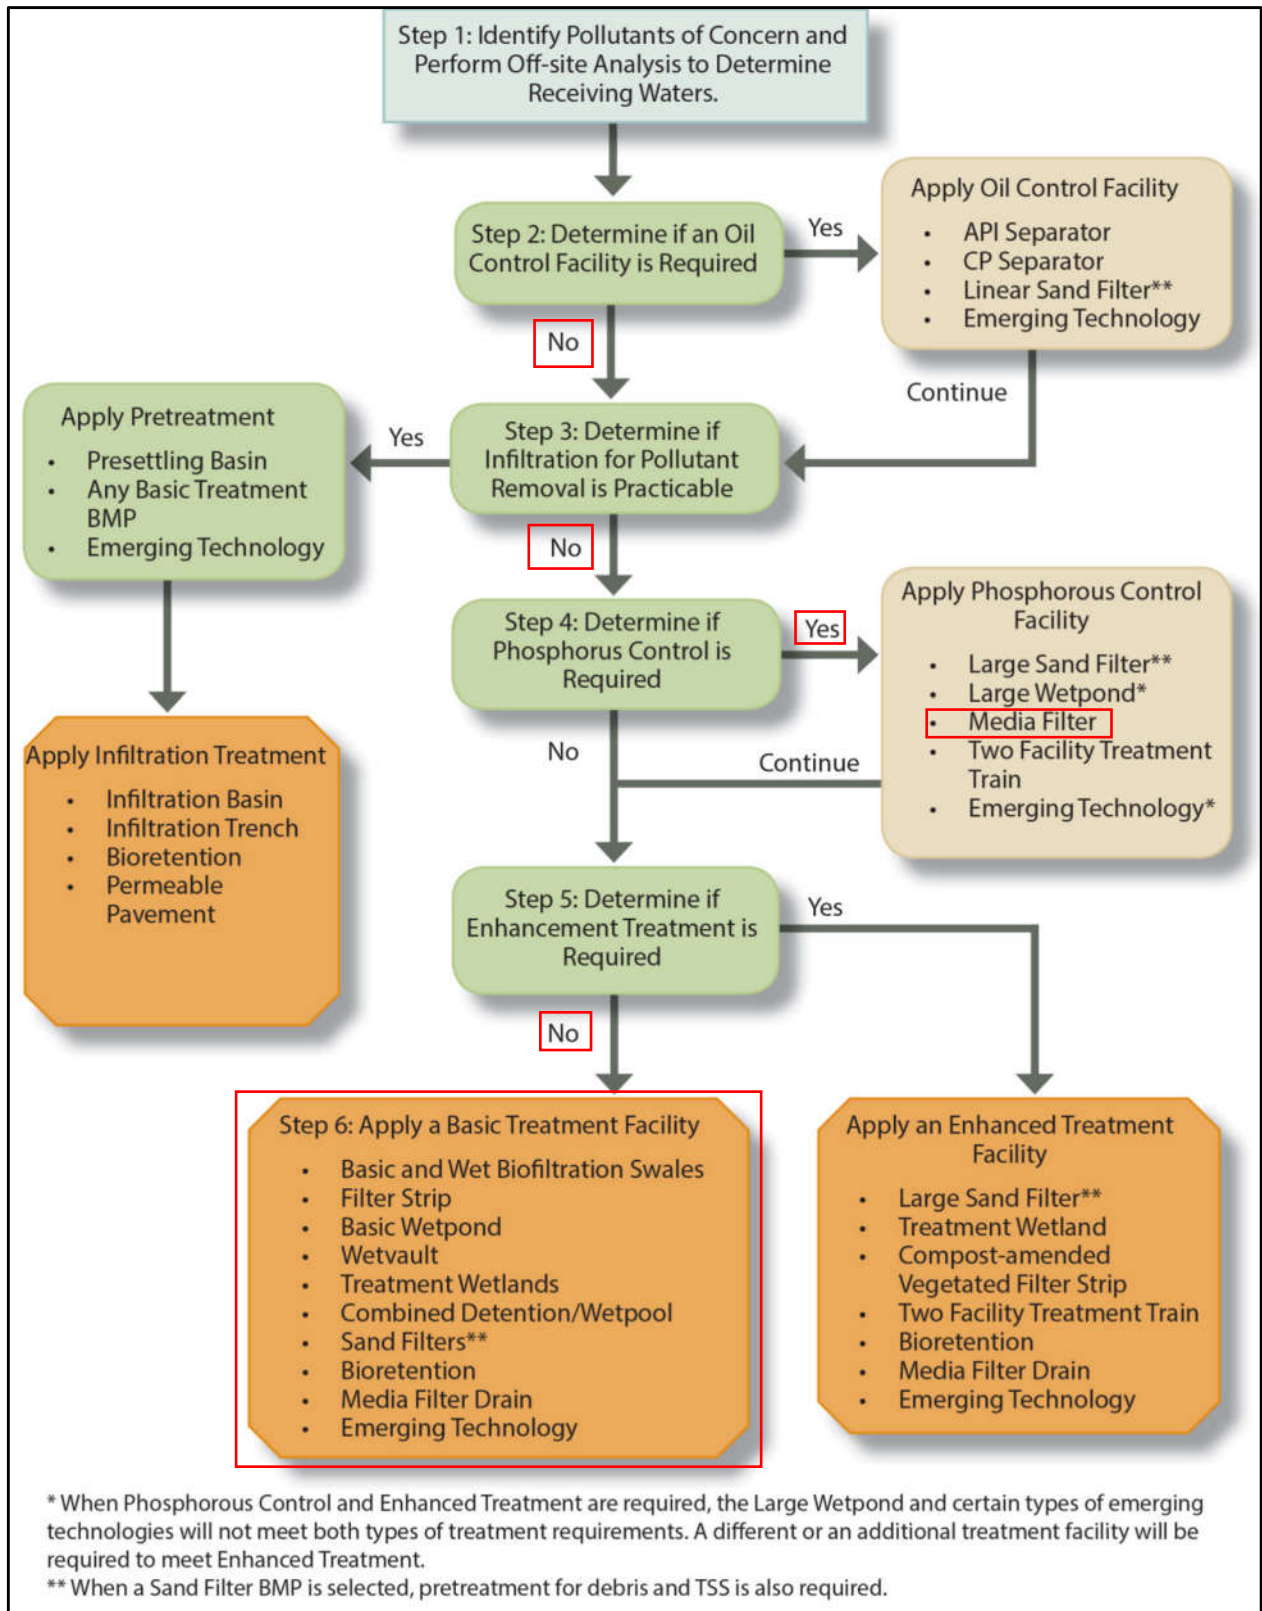 Step 1: Identify Pollutants of Concern and
Perform Off-site Analysis to Determine
Receiving Waters.
Step 2: Determine if an Oil
Control Facility is Required
Yes
Apply Oil Control Facility
• API Separator
• CP Separator
• Linear Sand Filter**
• Emerging Technology
No
Continue
Step 3: Determine if
Infiltration for Pollutant
Removal is Practicable
Yes
Apply Pretreatment
• Presettling Basin
• Any Basic Treatment
BMP
• Emerging Technology
Apply Infiltration Treatment
• Infiltration Basin
• Infiltration Trench
• Bioretention
• Permeable
Pavement
No
Step 4: Determine if
Phosphorus Control is
Required
Yes
Apply Phosphorous Control
Facility
• Large Sand Filter**
• Large Wetpond*
• Media Filter
• Two Facility Treatment
Train
• Emerging Technology*
No
Continue
Step 5: Determine if
Enhancement Treatment is
Required
Yes
No
Step 6: Apply a Basic Treatment Facility
• Basic and Wet Biofiltration Swales
• Filter Strip
• Basic Wetpond
• Wetvault
• Treatment Wetlands
• Combined Detention/Wetpool
• Sand Filters**
• Bioretention
• Media Filter Drain
• Emerging Technology
Apply an Enhanced Treatment
Facility
• Large Sand Filter**
• Treatment Wetland
• Compost-amended
Vegetated Filter Strip
• Two Facility Treatment Train
• Bioretention
• Media Filter Drain
• Emerging Technology
* When Phosphorous Control and Enhanced Treatment are required, the Large Wetpond and certain types of emerging
technologies will not meet both types of treatment requirements. A different or an additional treatment facility will be
required to meet Enhanced Treatment.
** When a Sand Filter BMP is selected, pretreatment for debris and TSS is also required.